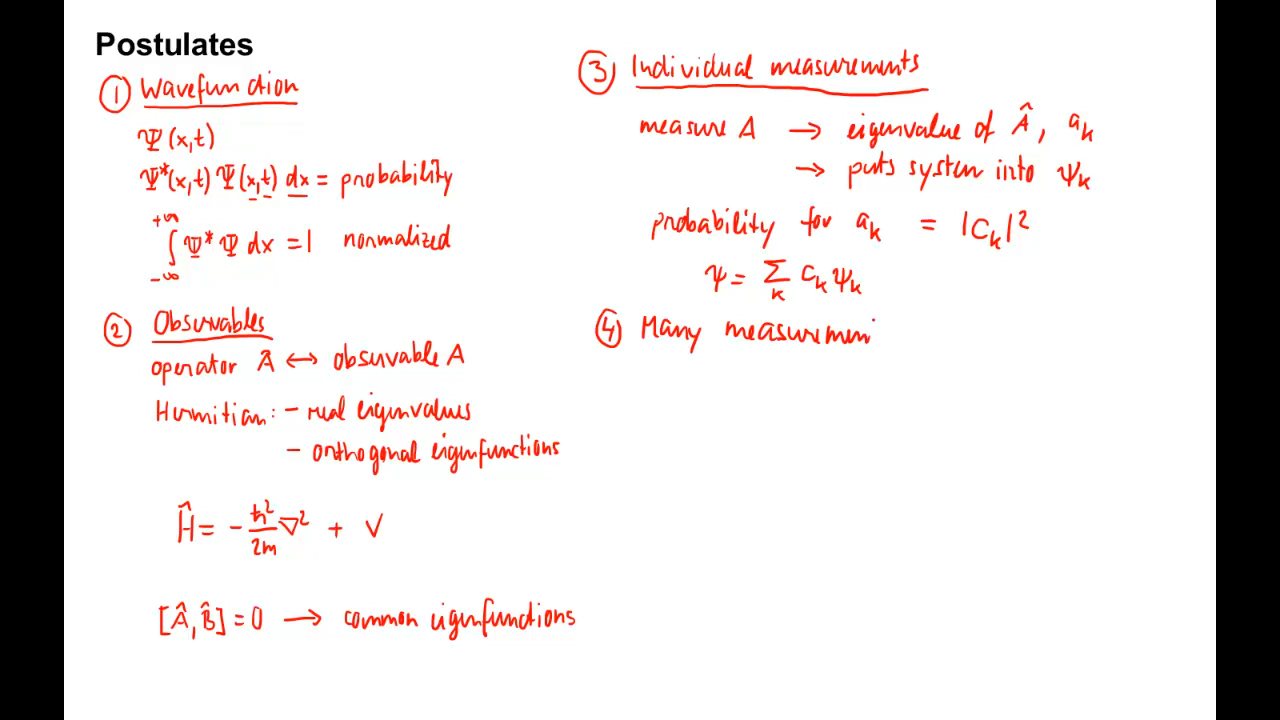 Postulates
① Wavefunction
Ψ(x,t)
Ψ*(x,t) Ψ(x,t) dx = probability
+∞
∫ Ψ* Ψ dx = 1 normalized
-∞
② Observables
operator Â ↔ observable A
Hermitian: - real eigenvalues
- orthogonal eigenfunctions
Ĥ = - ħ²/2m ∇² + V
[Â, B̂] = 0 → common eigenfunctions
③ Individual measurements
measure A → eigenvalue of Â, aₖ
→ puts system into ψₖ
probability for aₖ = |Cₖ|²
ψ = Σₖ Cₖ ψₖ
④ Many measuremen